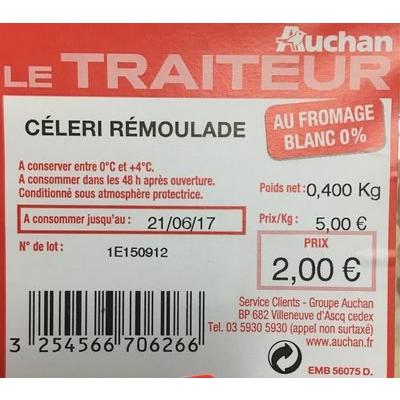 Auchan
LE TRAITEUR
CÉLERI RÉMOULADE
AU FROMAGE
BLANC 0%
A conserver entre 0°C et +4°C.
A consommer dans les 48 h après ouverture.
Conditionné sous atmosphère protectrice.
Poids net : 0,400 Kg
A consommer jusqu'au : 21/06/17
Prix/Kg : 5,00 €
N° de lot : 1E150912
PRIX
2,00 €
Service Clients - Groupe Auchan
BP 682 Villeneuve d'Ascq cedex
Tel. 03 5930 5930 (appel non surtaxé)
www.auchan.fr
3 254566 706266
EMB 56075 D.